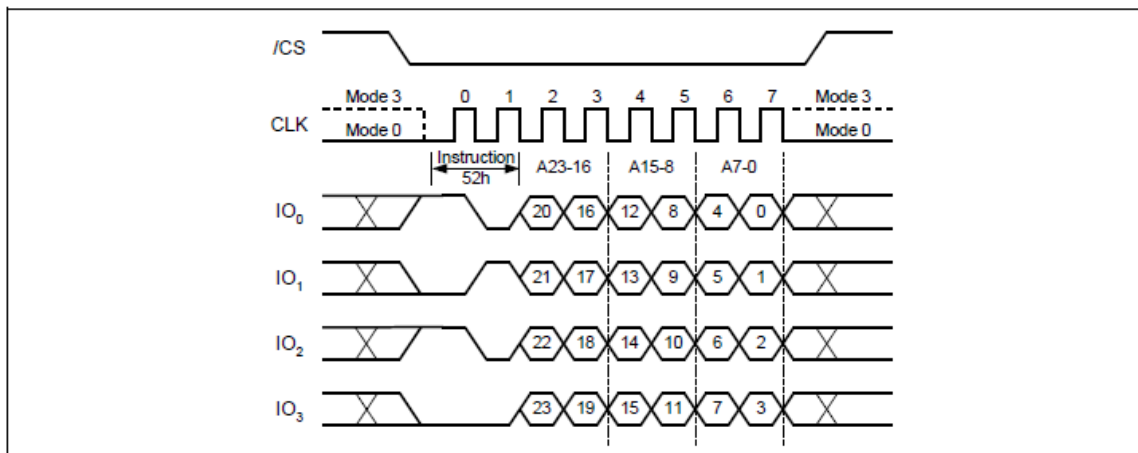 /CS
Mode 3 0 1 2 3 4 5 6 7 Mode 3
CLK
Mode 0 Mode 0
Instruction A23-16 A15-8 A7-0
52h
IO0 20 16 12 8 4 0
IO1 21 17 13 9 5 1
IO2 22 18 14 10 6 2
IO3 23 19 15 11 7 3